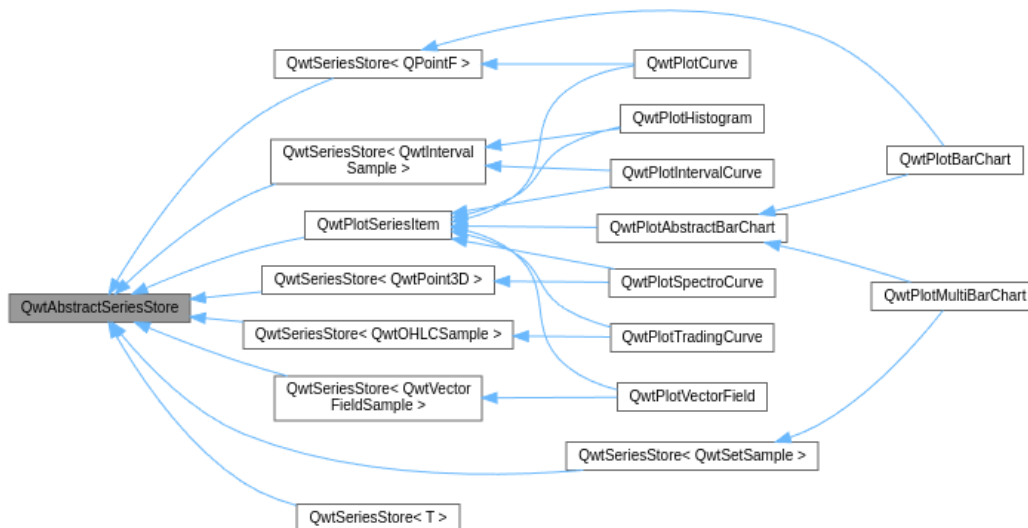 QwtSeriesStore< QPointF >
QwtPlotCurve
QwtPlotHistogram
QwtSeriesStore< QwtInterval
Sample >
QwtPlotBarChart
QwtPlotIntervalCurve
QwtPlotSeriesItem
QwtPlotAbstractBarChart
QwtSeriesStore< QwtPoint3D >
QwtPlotSpectroCurve
QwtPlotMultiBarChart
QwtAbstractSeriesStore
QwtSeriesStore< QwtOHLCSample >
QwtPlotTradingCurve
QwtSeriesStore< QwtVector
FieldSample >
QwtPlotVectorField
QwtSeriesStore< QwtSetSample >
QwtSeriesStore< T >